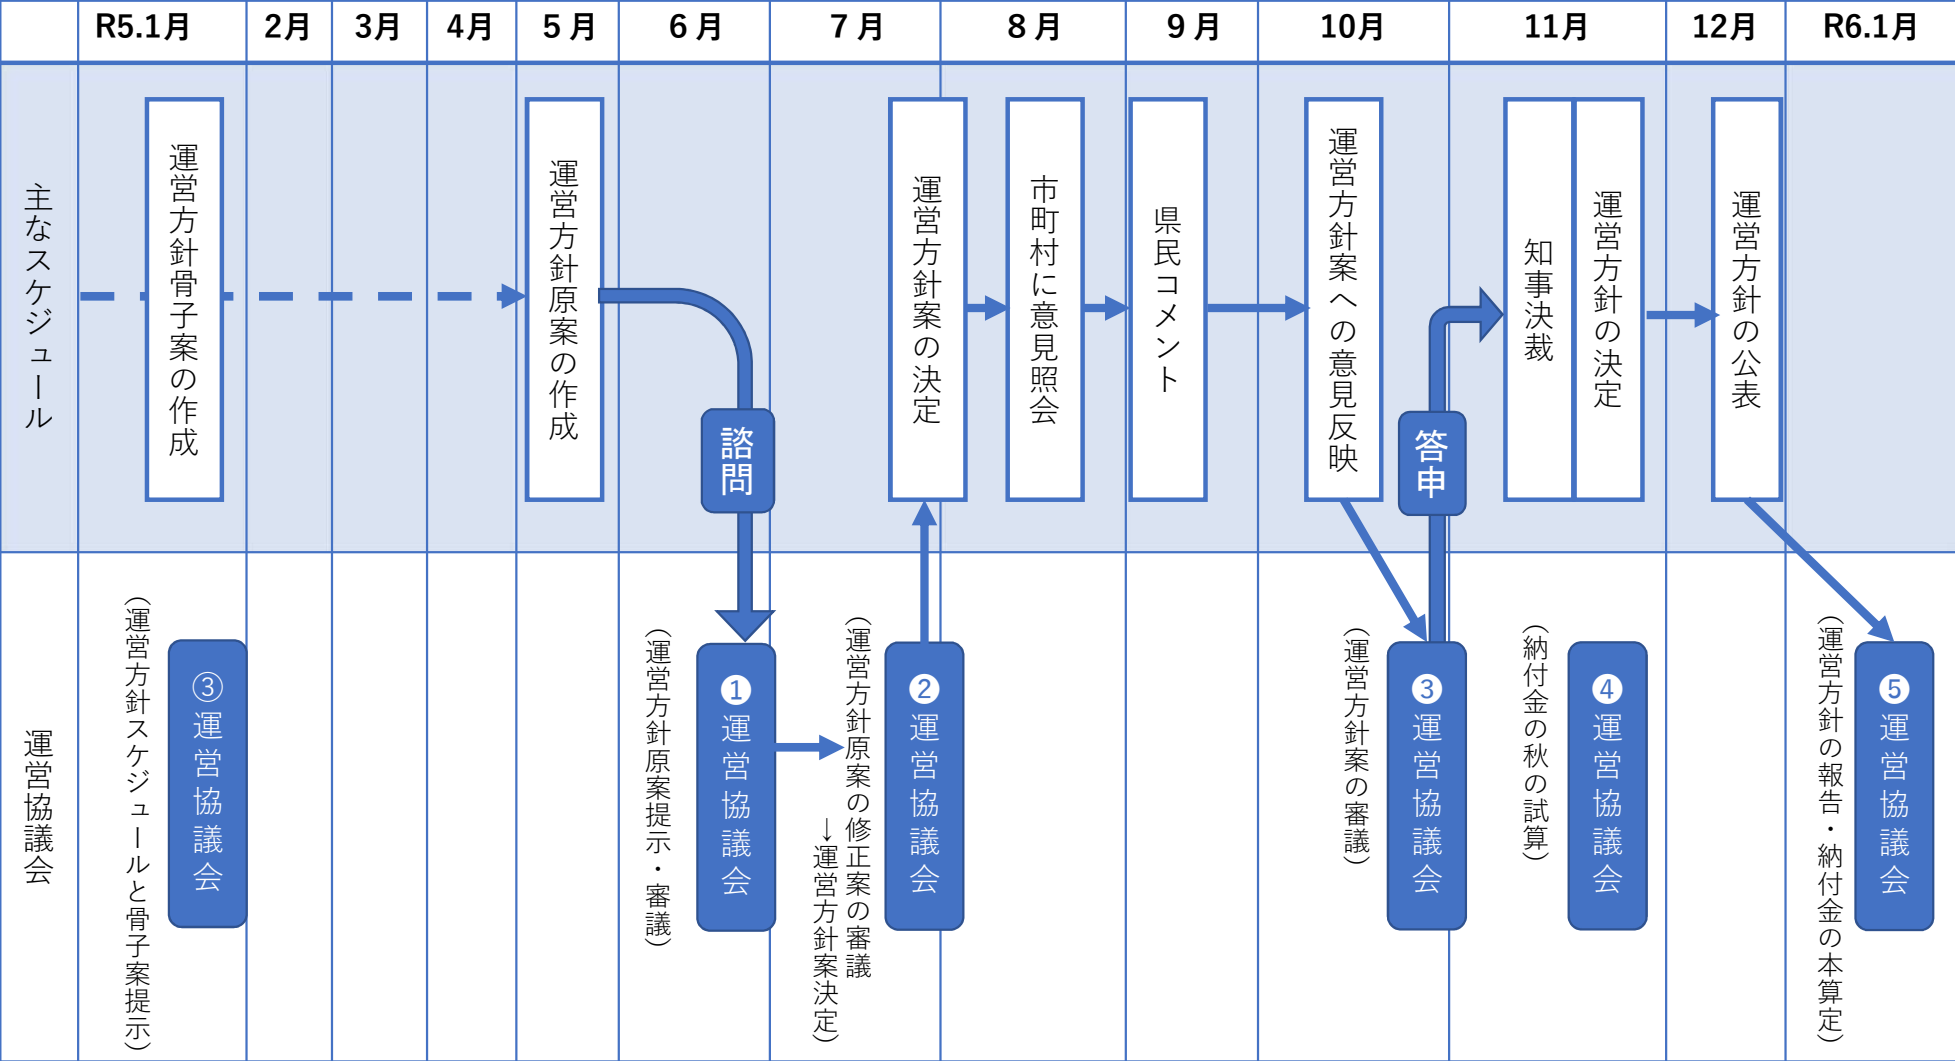 R5.1月
2月
3月
4月
5月
6月
7月
8月
9月
10月
11月
12月
R6.1月
主なスケジュール
運営方針骨子案の作成
運営方針原案の作成
諮問
運営方針案の決定
市町村に意見照会
県民コメント
運営方針案への意見反映
答申
知事決裁
運営方針の決定
運営方針の公表
運営協議会
（運営方針スケジュールと骨子案提示）
③運営協議会
（運営方針原案提示・審議）
❶運営協議会
（運営方針原案の修正案の審議
→運営方針案決定）
❷運営協議会
（運営方針案の審議）
❸運営協議会
（納付金の秋の試算）
❹運営協議会
（運営方針の報告・納付金の本算定）
❺運営協議会